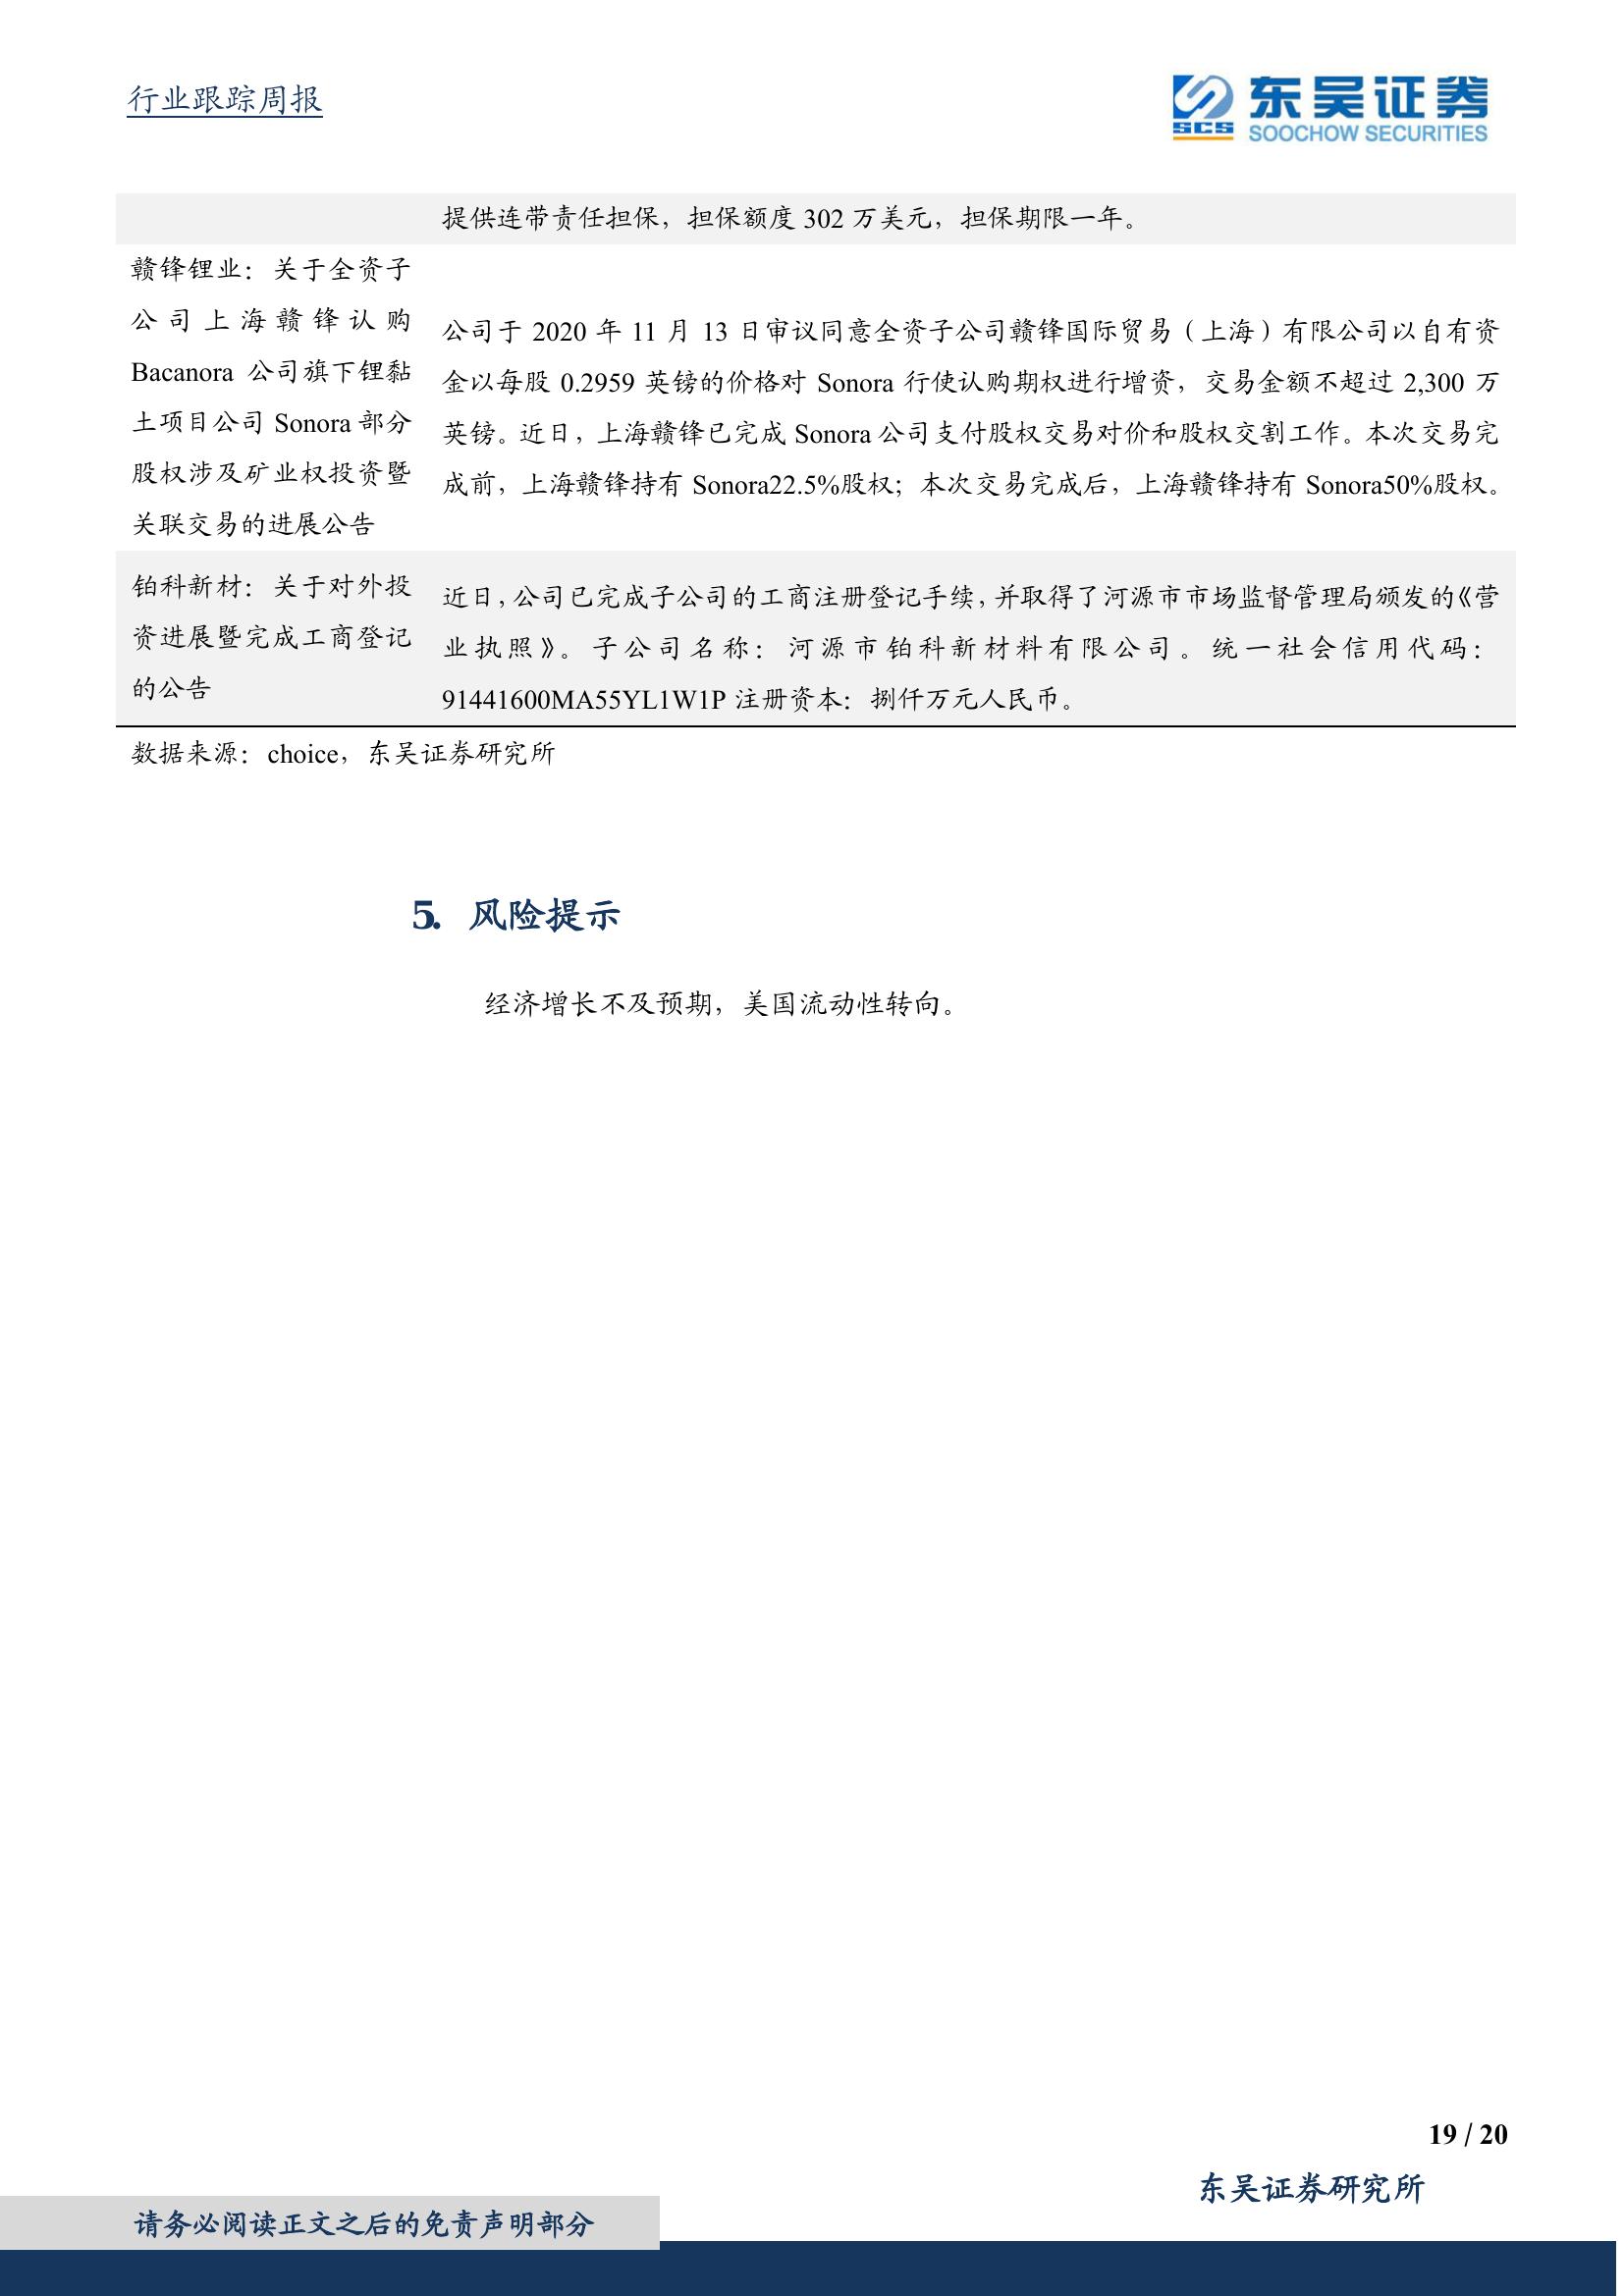 行业跟踪周报
SCS 东吴证券
SOOCHOW SECURITIES
提供连带责任担保，担保额度 302 万美元，担保期限一年。
赣锋锂业：关于全资子
公司上海赣锋认购
Bacanora 公司旗下锂黏
土项目公司 Sonora 部分
股权涉及矿业权投资暨
关联交易的进展公告
公司于 2020 年 11 月 13 日审议同意全资子公司赣锋国际贸易（上海）有限公司以自有资
金以每股 0.2959 英镑的价格对 Sonora 行使认购期权进行增资，交易金额不超过 2,300 万
英镑。近日，上海赣锋已完成 Sonora 公司支付股权交易对价和股权交割工作。本次交易完
成前，上海赣锋持有 Sonora22.5%股权；本次交易完成后，上海赣锋持有 Sonora50%股权。
铂科新材：关于对外投
资进展暨完成工商登记
的公告
近日，公司已完成子公司的工商注册登记手续，并取得了河源市市场监督管理局颁发的《营
业执照》。子公司名称：河源市铂科新材料有限公司。统一社会信用代码：
91441600MA55YL1W1P 注册资本：捌仟万元人民币。
数据来源：choice，东吴证券研究所
5. 风险提示
经济增长不及预期，美国流动性转向。
19 / 20
东吴证券研究所
请务必阅读正文之后的免责声明部分